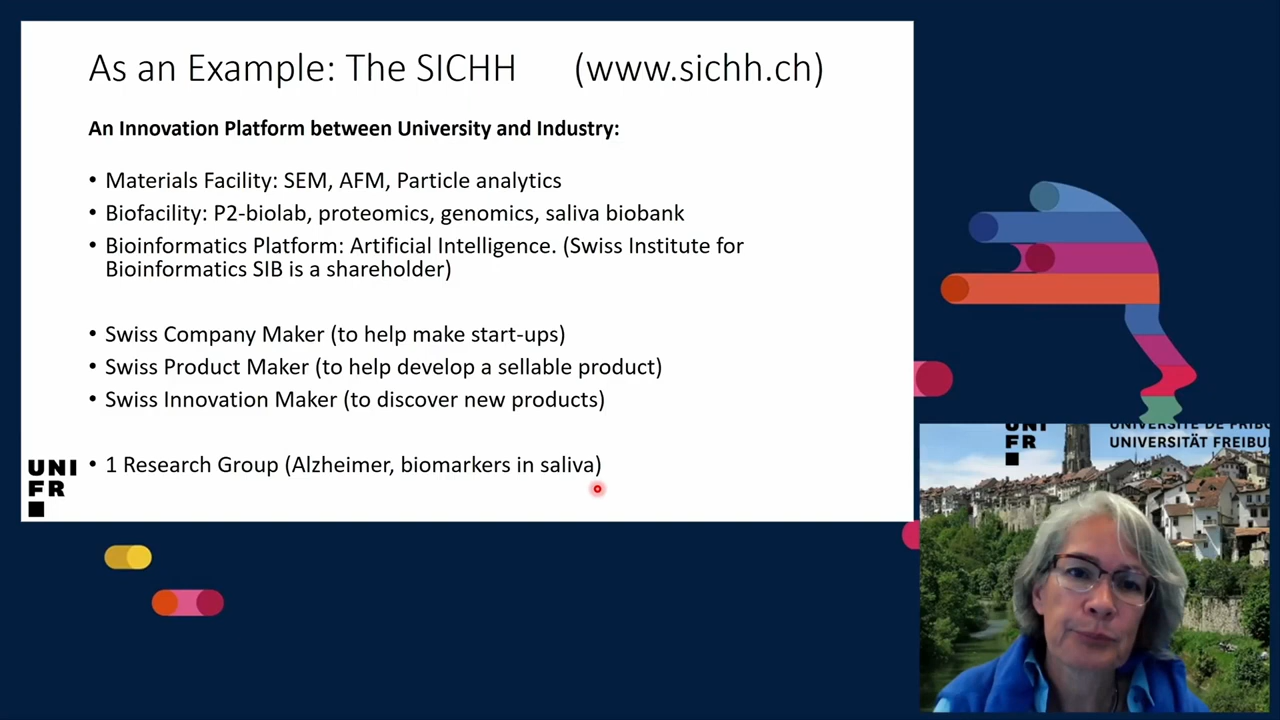 As an Example: The SICHH (www.sichh.ch)
An Innovation Platform between University and Industry:
• Materials Facility: SEM, AFM, Particle analytics
• Biofacility: P2-biolab, proteomics, genomics, saliva biobank
• Bioinformatics Platform: Artificial Intelligence. (Swiss Institute for
Bioinformatics SIB is a shareholder)
• Swiss Company Maker (to help make start-ups)
• Swiss Product Maker (to help develop a sellable product)
• Swiss Innovation Maker (to discover new products)
• 1 Research Group (Alzheimer, biomarkers in saliva)
UNI
FR
UNI
FR
UNIVERSITÉ DE FRIBO
UNIVERSITÄT FREIBU